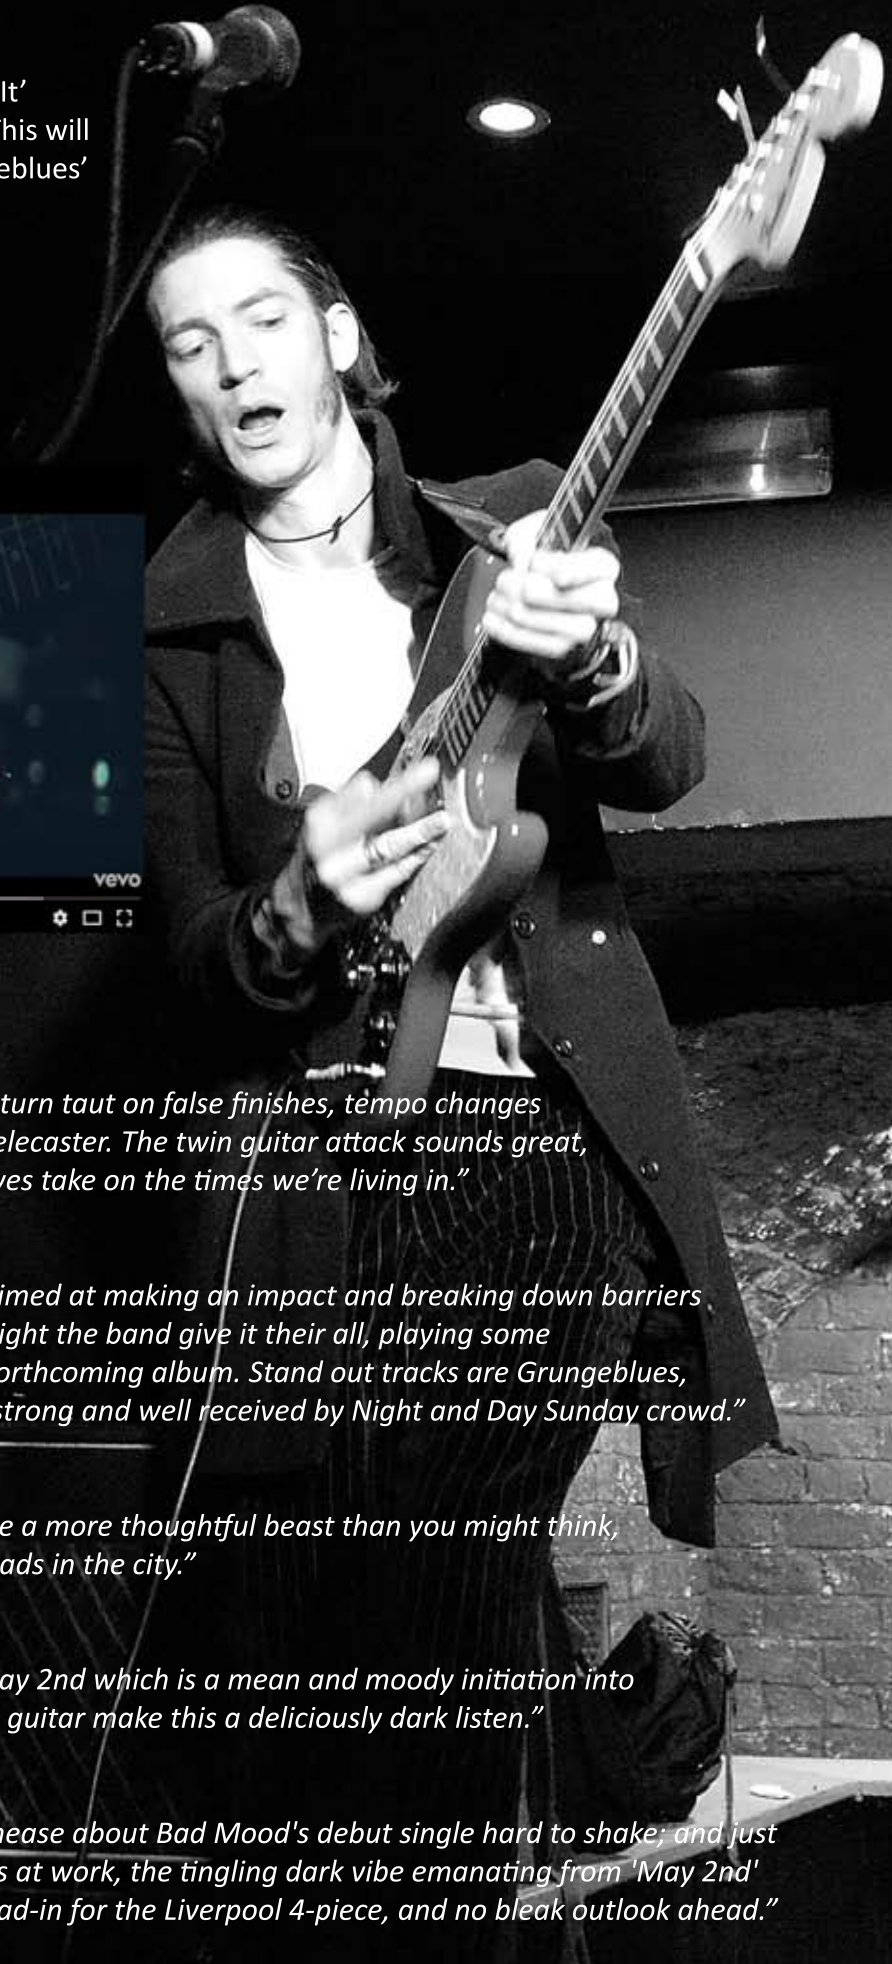 It’
This will
eblues’
vevo
turn taut on false finishes, tempo changes
elecaster. The twin guitar attack sounds great,
ves take on the times we’re living in.”
imed at making an impact and breaking down barriers
ight the band give it their all, playing some
orthcoming album. Stand out tracks are Grungeblues,
strong and well received by Night and Day Sunday crowd.”
e a more thoughtful beast than you might think,
ads in the city.”
ay 2nd which is a mean and moody initiation into
guitar make this a deliciously dark listen.”
nease about Bad Mood's debut single hard to shake; and just
s at work, the tingling dark vibe emanating from 'May 2nd'
ad-in for the Liverpool 4-piece, and no bleak outlook ahead.”